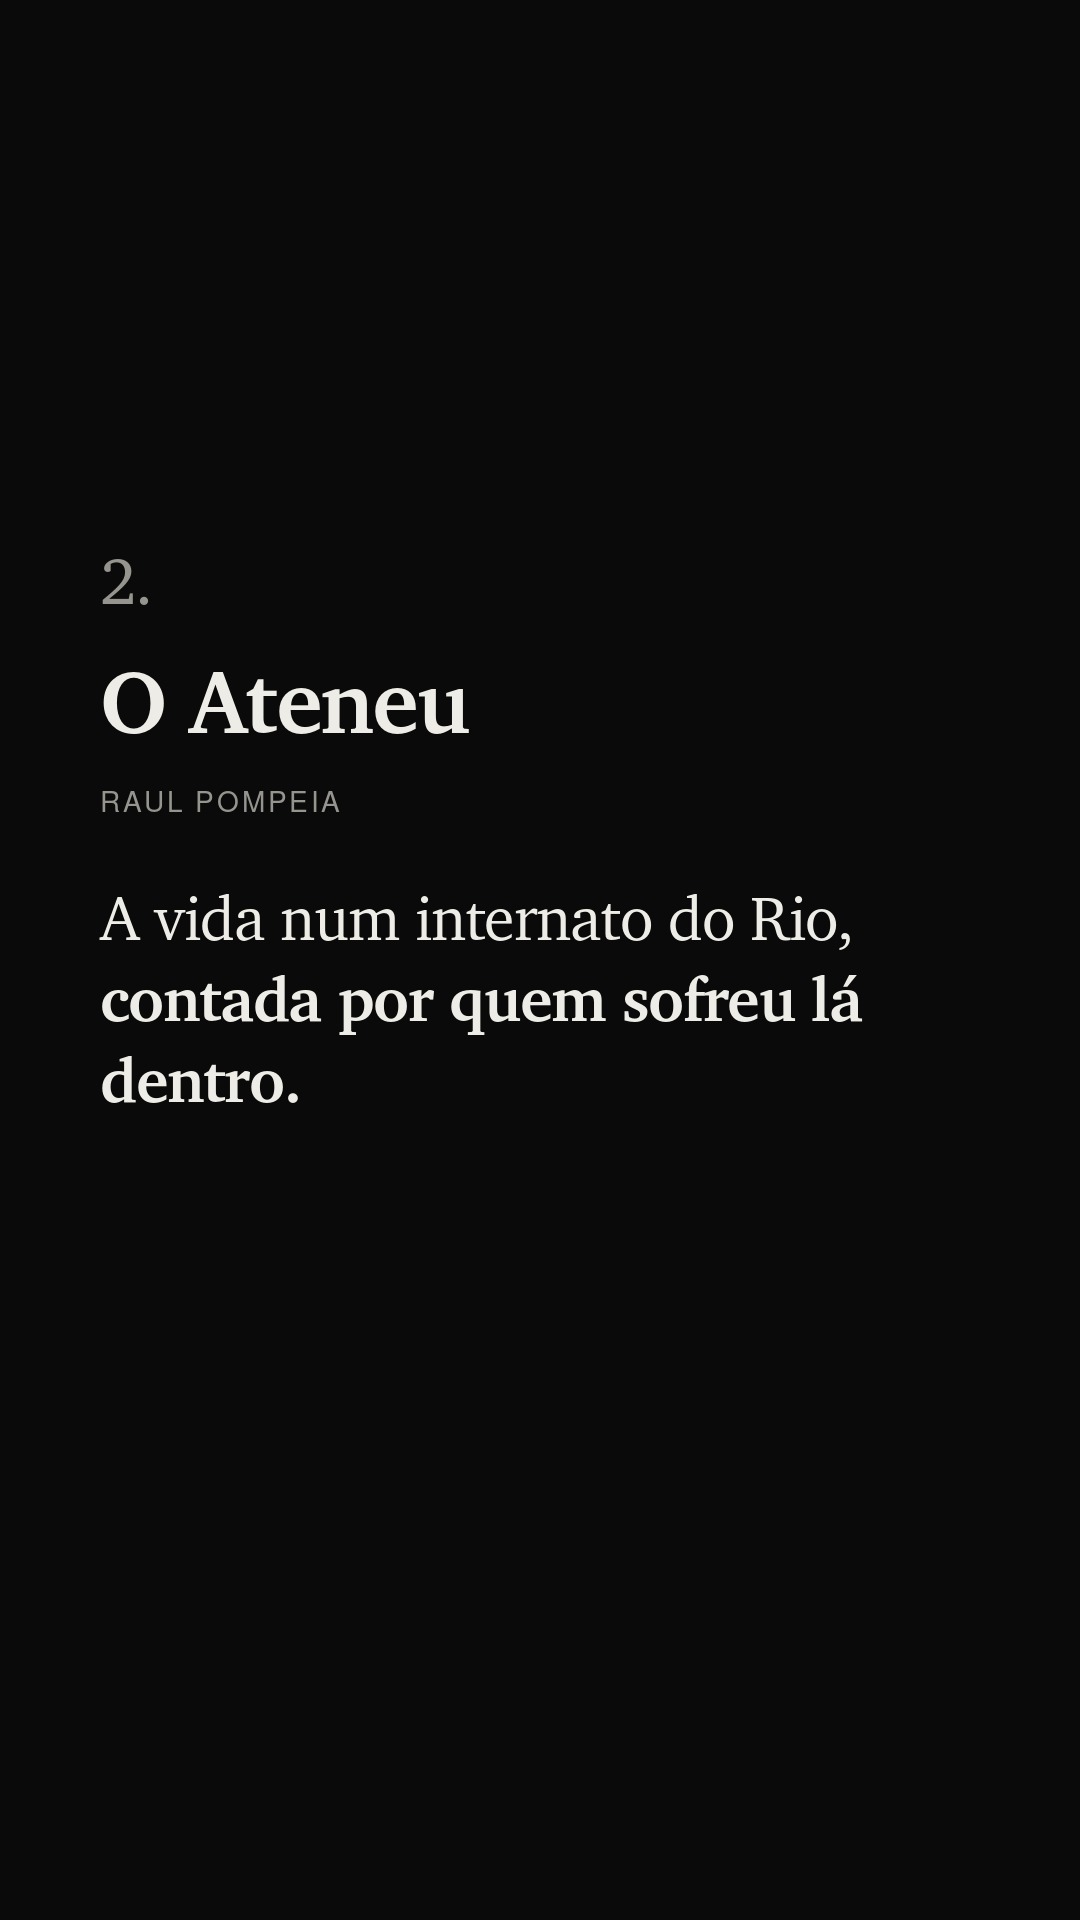 2.
O Ateneu
RAUL POMPEIA
A vida num internato do Rio,
contada por quem sofreu lá
dentro.